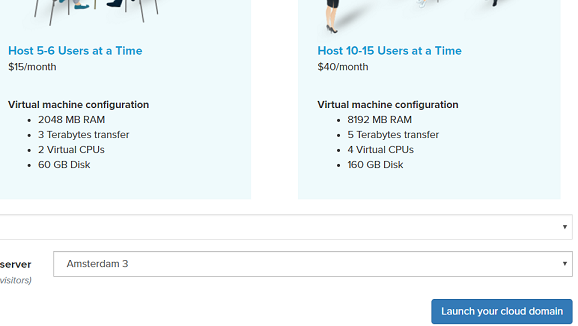 Host 5-6 Users at a Time
$15/month
Virtual machine configuration
2048 MB RAM
3 Terabytes transfer
2 Virtual CPUs
60 GB Disk
Host 10-15 Users at a Time
$40/month
Virtual machine configuration
8192 MB RAM
5 Terabytes transfer
4 Virtual CPUs
160 GB Disk
server
visitors)
Amsterdam 3
Launch your cloud domain